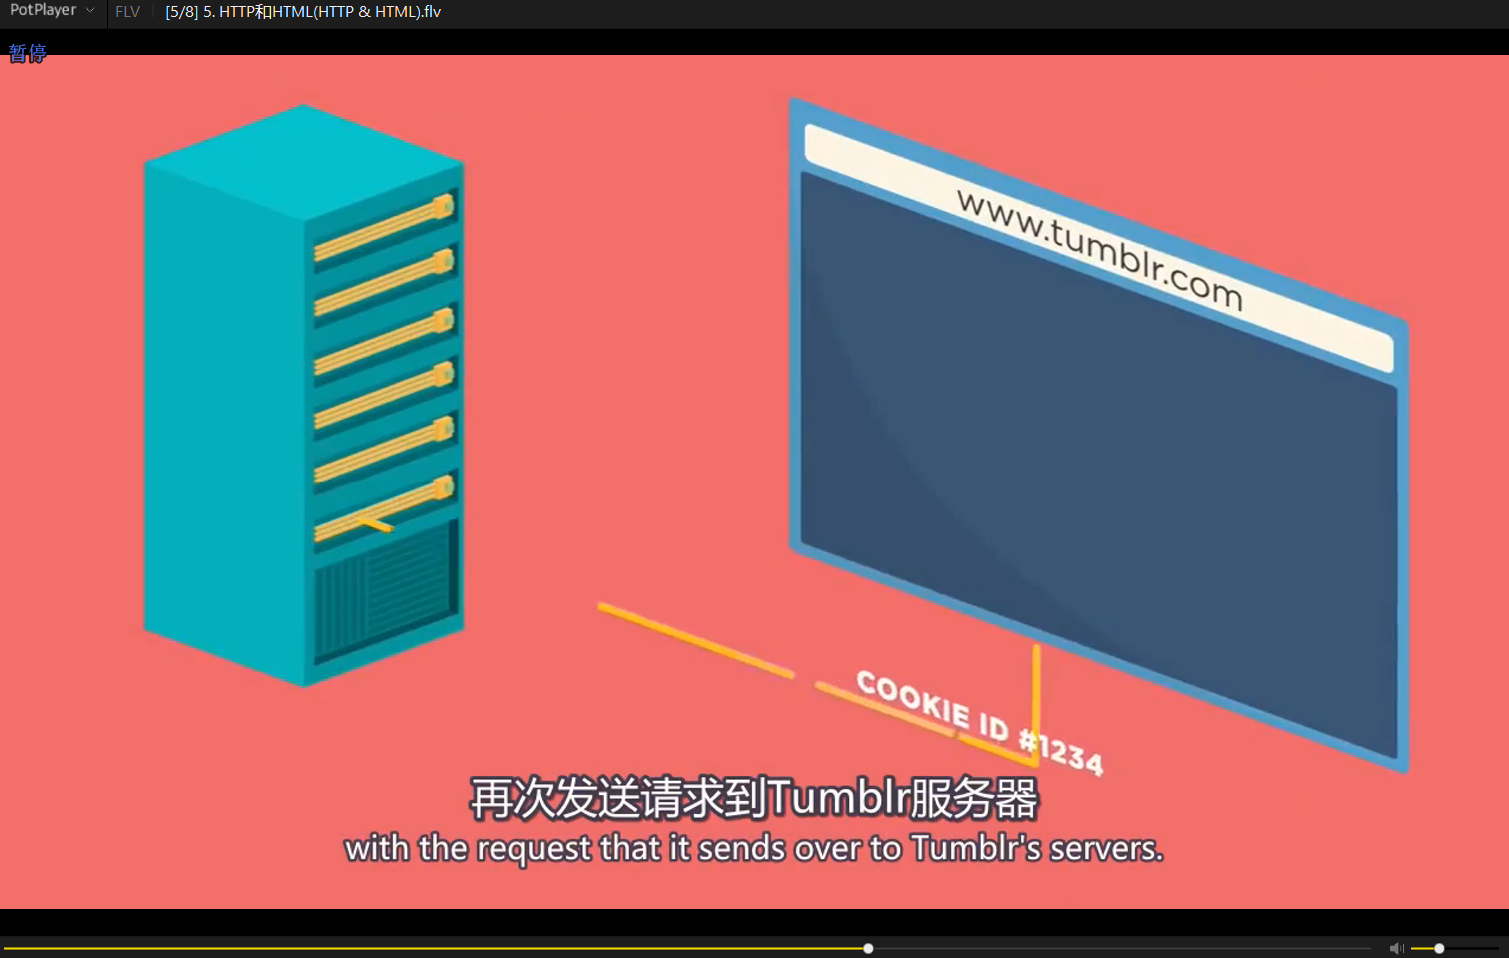 PotPlayer FLV [5/8] 5. HTTP和HTML(HTTP & HTML).flv
暂停
www.tumblr.com
COOKIE ID #1234
再次发送请求到Tumblr服务器
with the request that it sends over to Tumblr's servers.